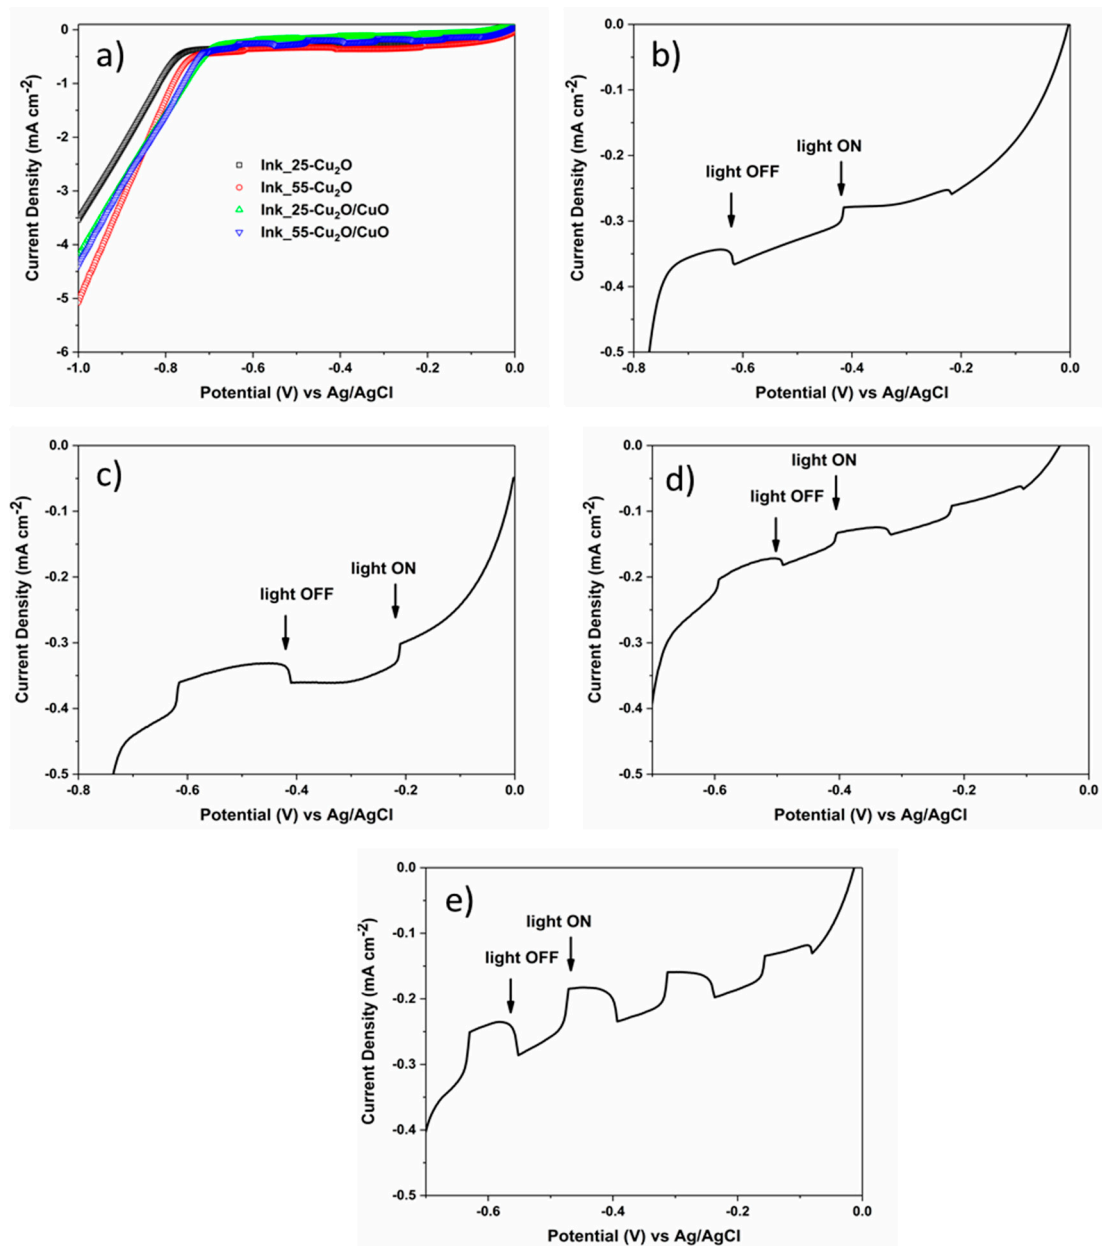 a)
0
-1
-2
-3
-4
-5
-6
-1.0 -0.8 -0.6 -0.4 -0.2 0.0
Current Density (mA cm⁻²)
Potential (V) vs Ag/AgCl
Ink_25-Cu₂O
Ink_55-Cu₂O
Ink_25-Cu₂O/CuO
Ink_55-Cu₂O/CuO
b)
0.0
-0.1
-0.2
-0.3
-0.4
-0.5
-0.8 -0.6 -0.4 -0.2 0.0
Current Density (mA cm⁻²)
Potential (V) vs Ag/AgCl
light ON
light OFF
c)
0.0
-0.1
-0.2
-0.3
-0.4
-0.5
-0.8 -0.6 -0.4 -0.2 0.0
Current Density (mA cm⁻²)
Potential (V) vs Ag/AgCl
light ON
light OFF
d)
0.0
-0.1
-0.2
-0.3
-0.4
-0.5
-0.6 -0.4 -0.2 0.0
Current Density (mA cm⁻²)
Potential (V) vs Ag/AgCl
light ON
light OFF
e)
0.0
-0.1
-0.2
-0.3
-0.4
-0.5
-0.6 -0.4 -0.2 0.0
Current Density (mA cm⁻²)
Potential (V) vs Ag/AgCl
light ON
light OFF